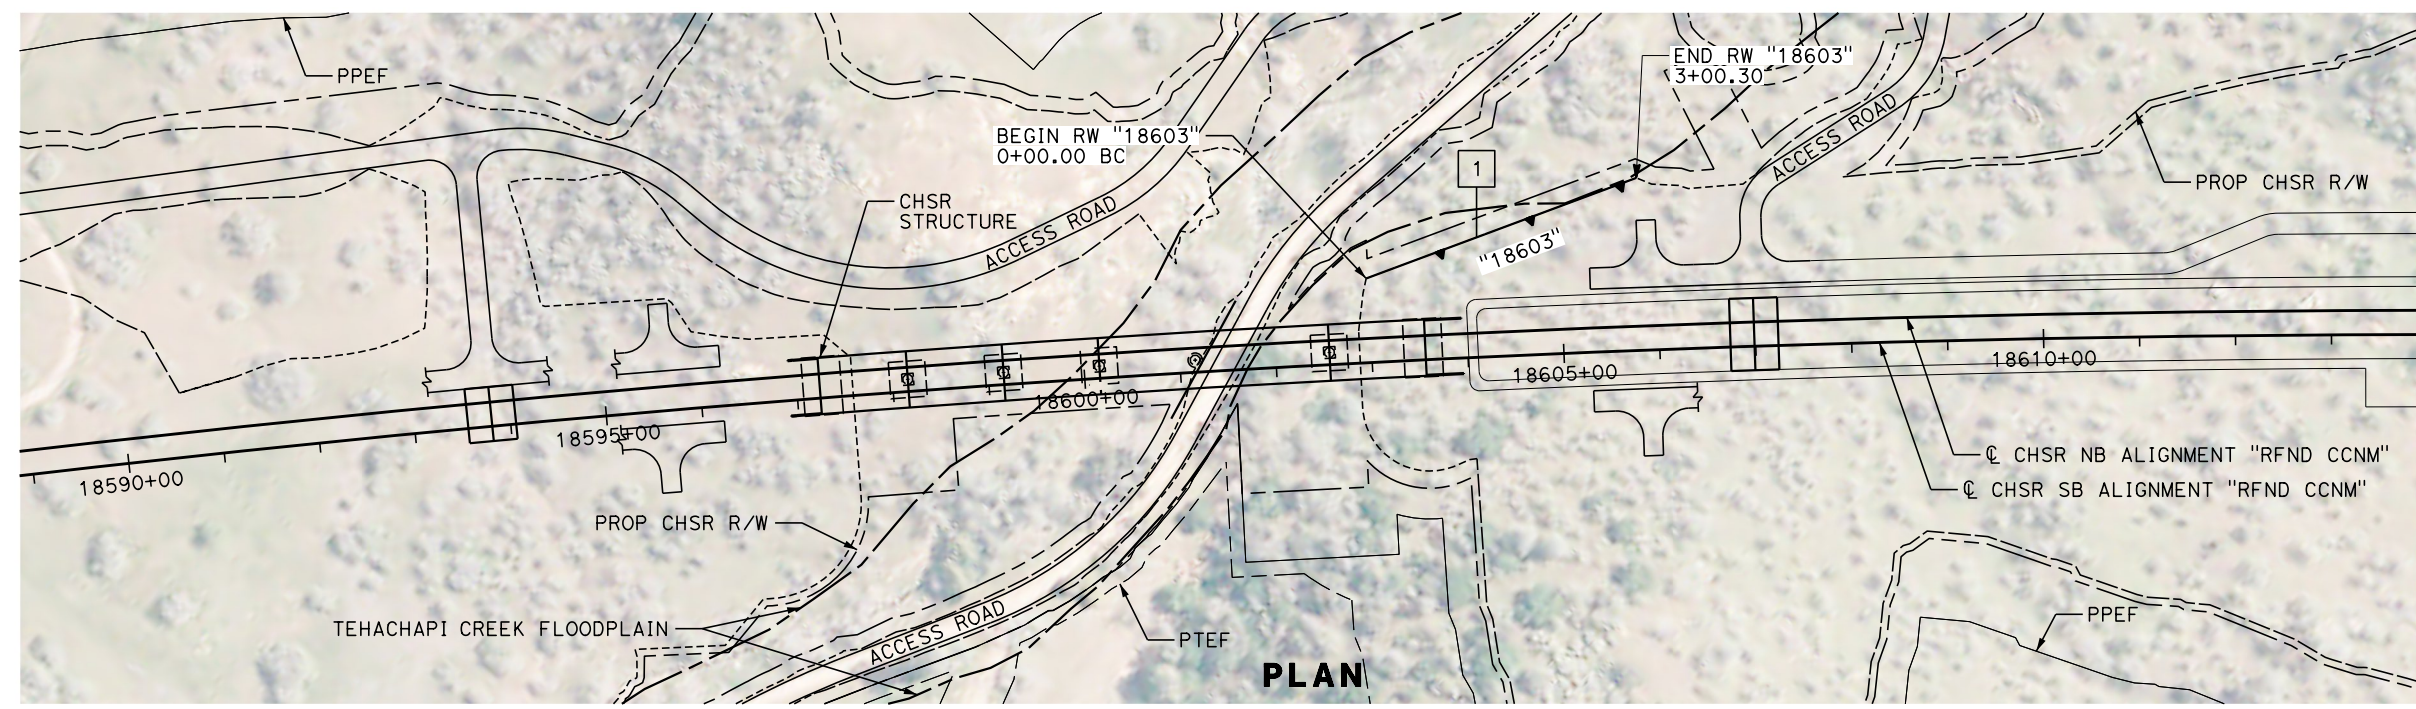 PPEF
END RW "18603"
3+00.30
BEGIN RW "18603"
0+00.00 BC
1
ACCESS ROAD
PROP CHSR R/W
CHSR
STRUCTURE
ACCESS ROAD
"18603"
18610+00
18605+00
18600+00
18595+00
18590+00
℄ CHSR NB ALIGNMENT "RFND CCNM"
℄ CHSR SB ALIGNMENT "RFND CCNM"
PROP CHSR R/W
TEHACHAPI CREEK FLOODPLAIN
ACCESS ROAD
PTEF
PPEF
PLAN